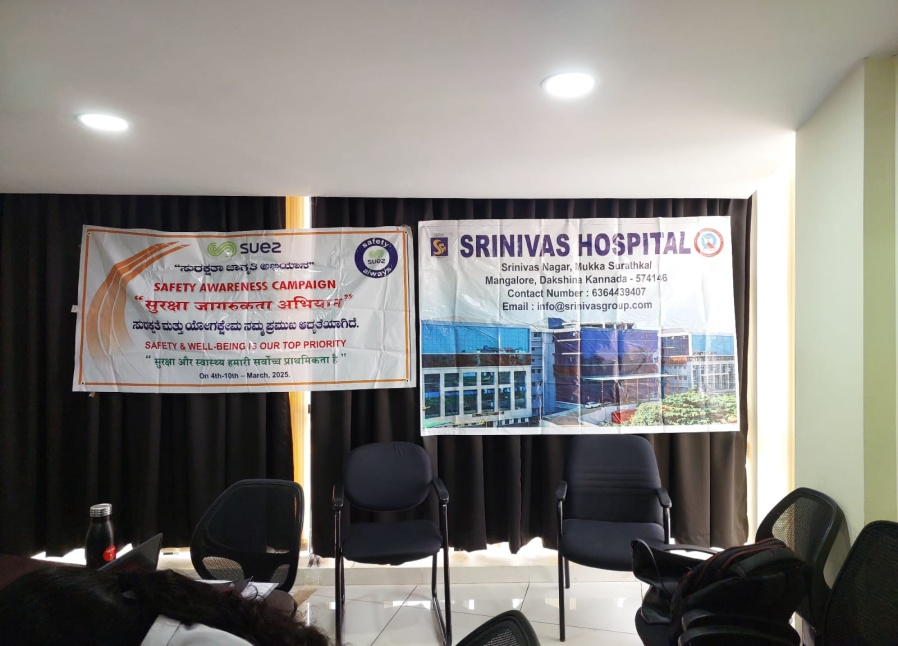 suez
"ಸುರಕ್ಷತಾ ಜಾಗೃತಿ ಅಭಿಯಾನ"
SAFETY AWARENESS CAMPAIGN
"सुरक्षा जागरुकता अभियान"
ಸುರಕ್ಷತೆ ಮತ್ತು ಯೋಗಕ್ಷೇಮ ನಮ್ಮ ಪ್ರಮುಖ ಆದ್ಯತೆಯಾಗಿದೆ.
SAFETY & WELL-BEING IS OUR TOP PRIORITY
"सुरक्षा और स्वास्थ्य हमारी सर्वोच्च प्राथमिकता है"
On 4th-10th – March, 2025.
safety
suez
always
SRINIVAS HOSPITAL
Srinivas Nagar, Mukka Surathkal
Mangalore, Dakshina Kannada - 574146
Contact Number : 6364439407
Email : info@srinivasgroup.com